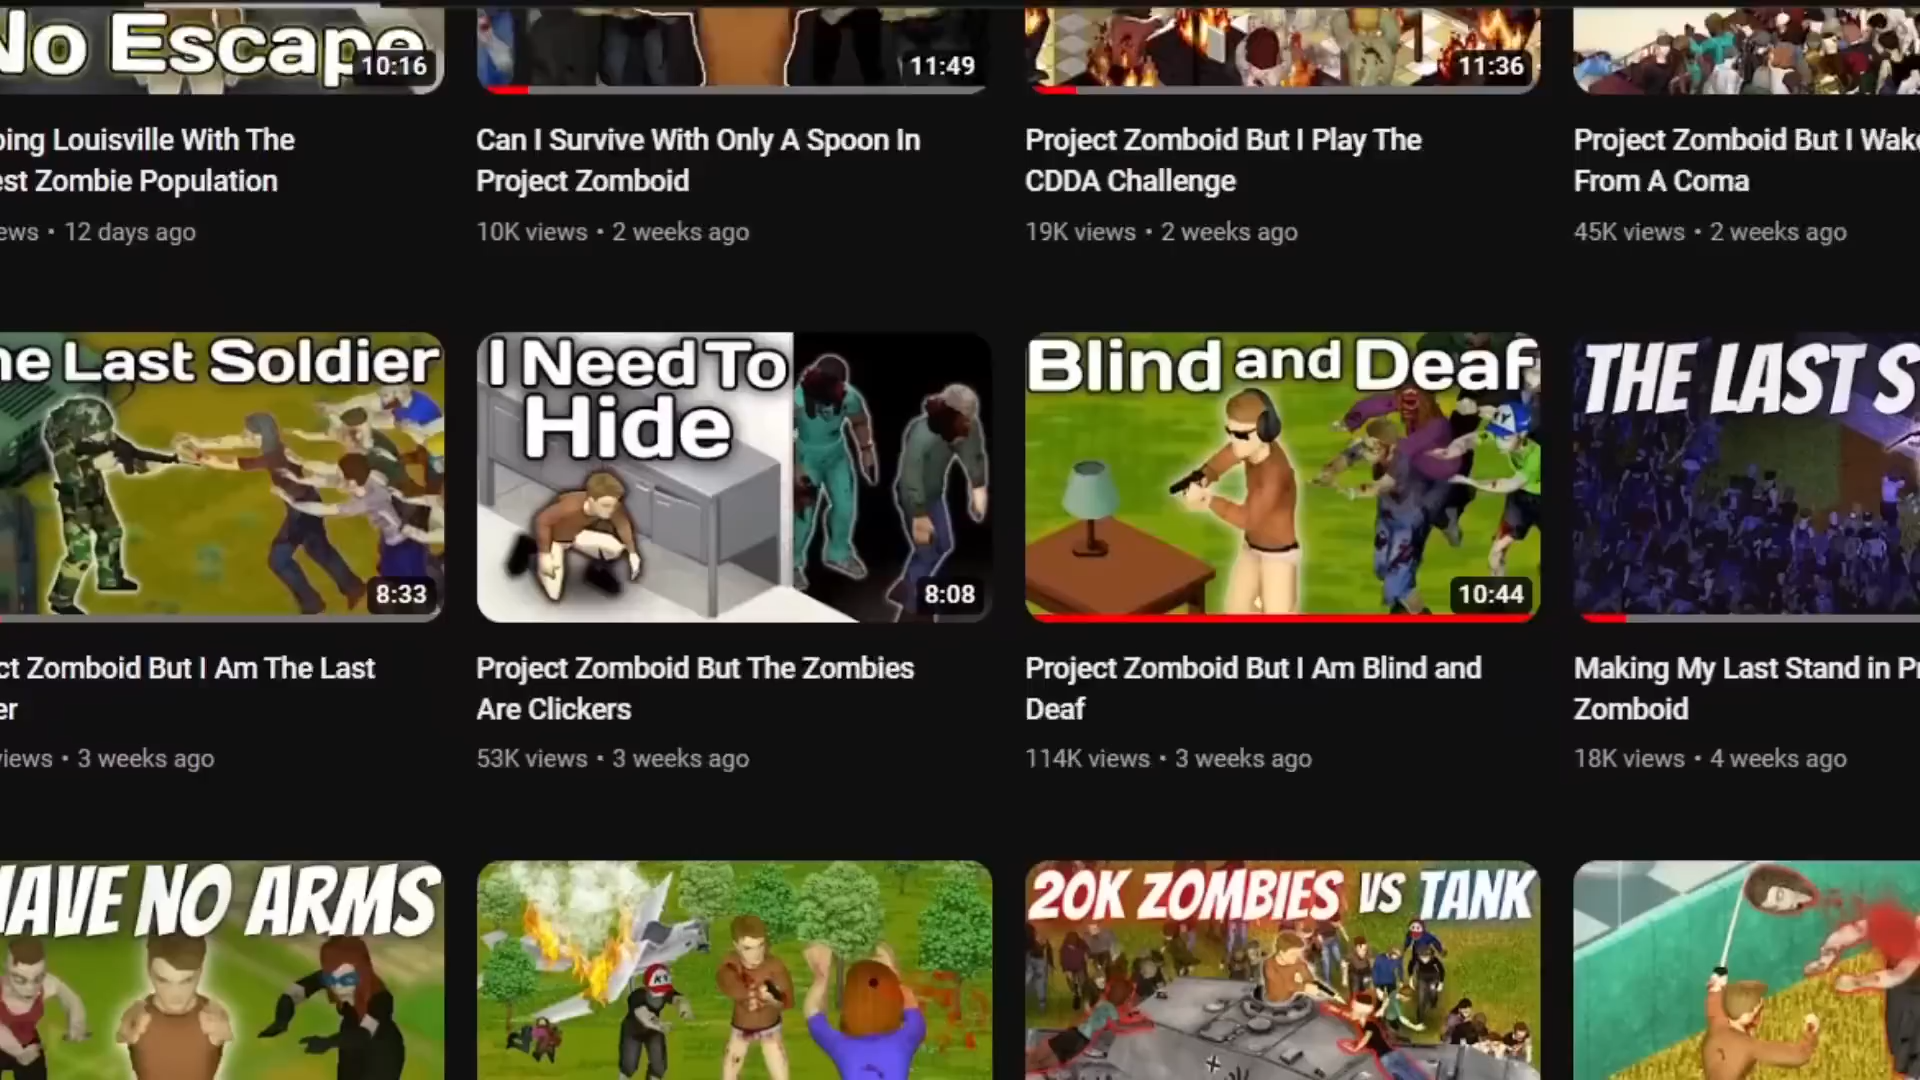 No Escape
10:16
11:49
11:36
ing Louisville With The
est Zombie Population
ews • 12 days ago
Can I Survive With Only A Spoon In
Project Zomboid
10K views • 2 weeks ago
Project Zomboid But I Play The
CDDA Challenge
19K views • 2 weeks ago
Project Zomboid But I Wake
From A Coma
45K views • 2 weeks ago
he Last Soldier
8:33
I Need To
Hide
8:08
Blind and Deaf
10:44
THE LAST S
ct Zomboid But I Am The Last
er
views • 3 weeks ago
Project Zomboid But The Zombies
Are Clickers
53K views • 3 weeks ago
Project Zomboid But I Am Blind and
Deaf
114K views • 3 weeks ago
Making My Last Stand in Pr
Zomboid
18K views • 4 weeks ago
HAVE NO ARMS
20K ZOMBIES VS TANK